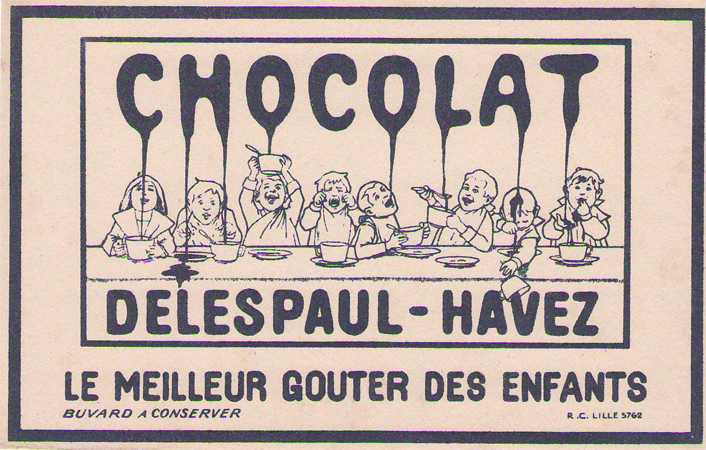 CHOCOLAT
DELESPAUL-HAVEZ
LE MEILLEUR GOUTER DES ENFANTS
BUVARD A CONSERVER
R.C. LILLE 5762